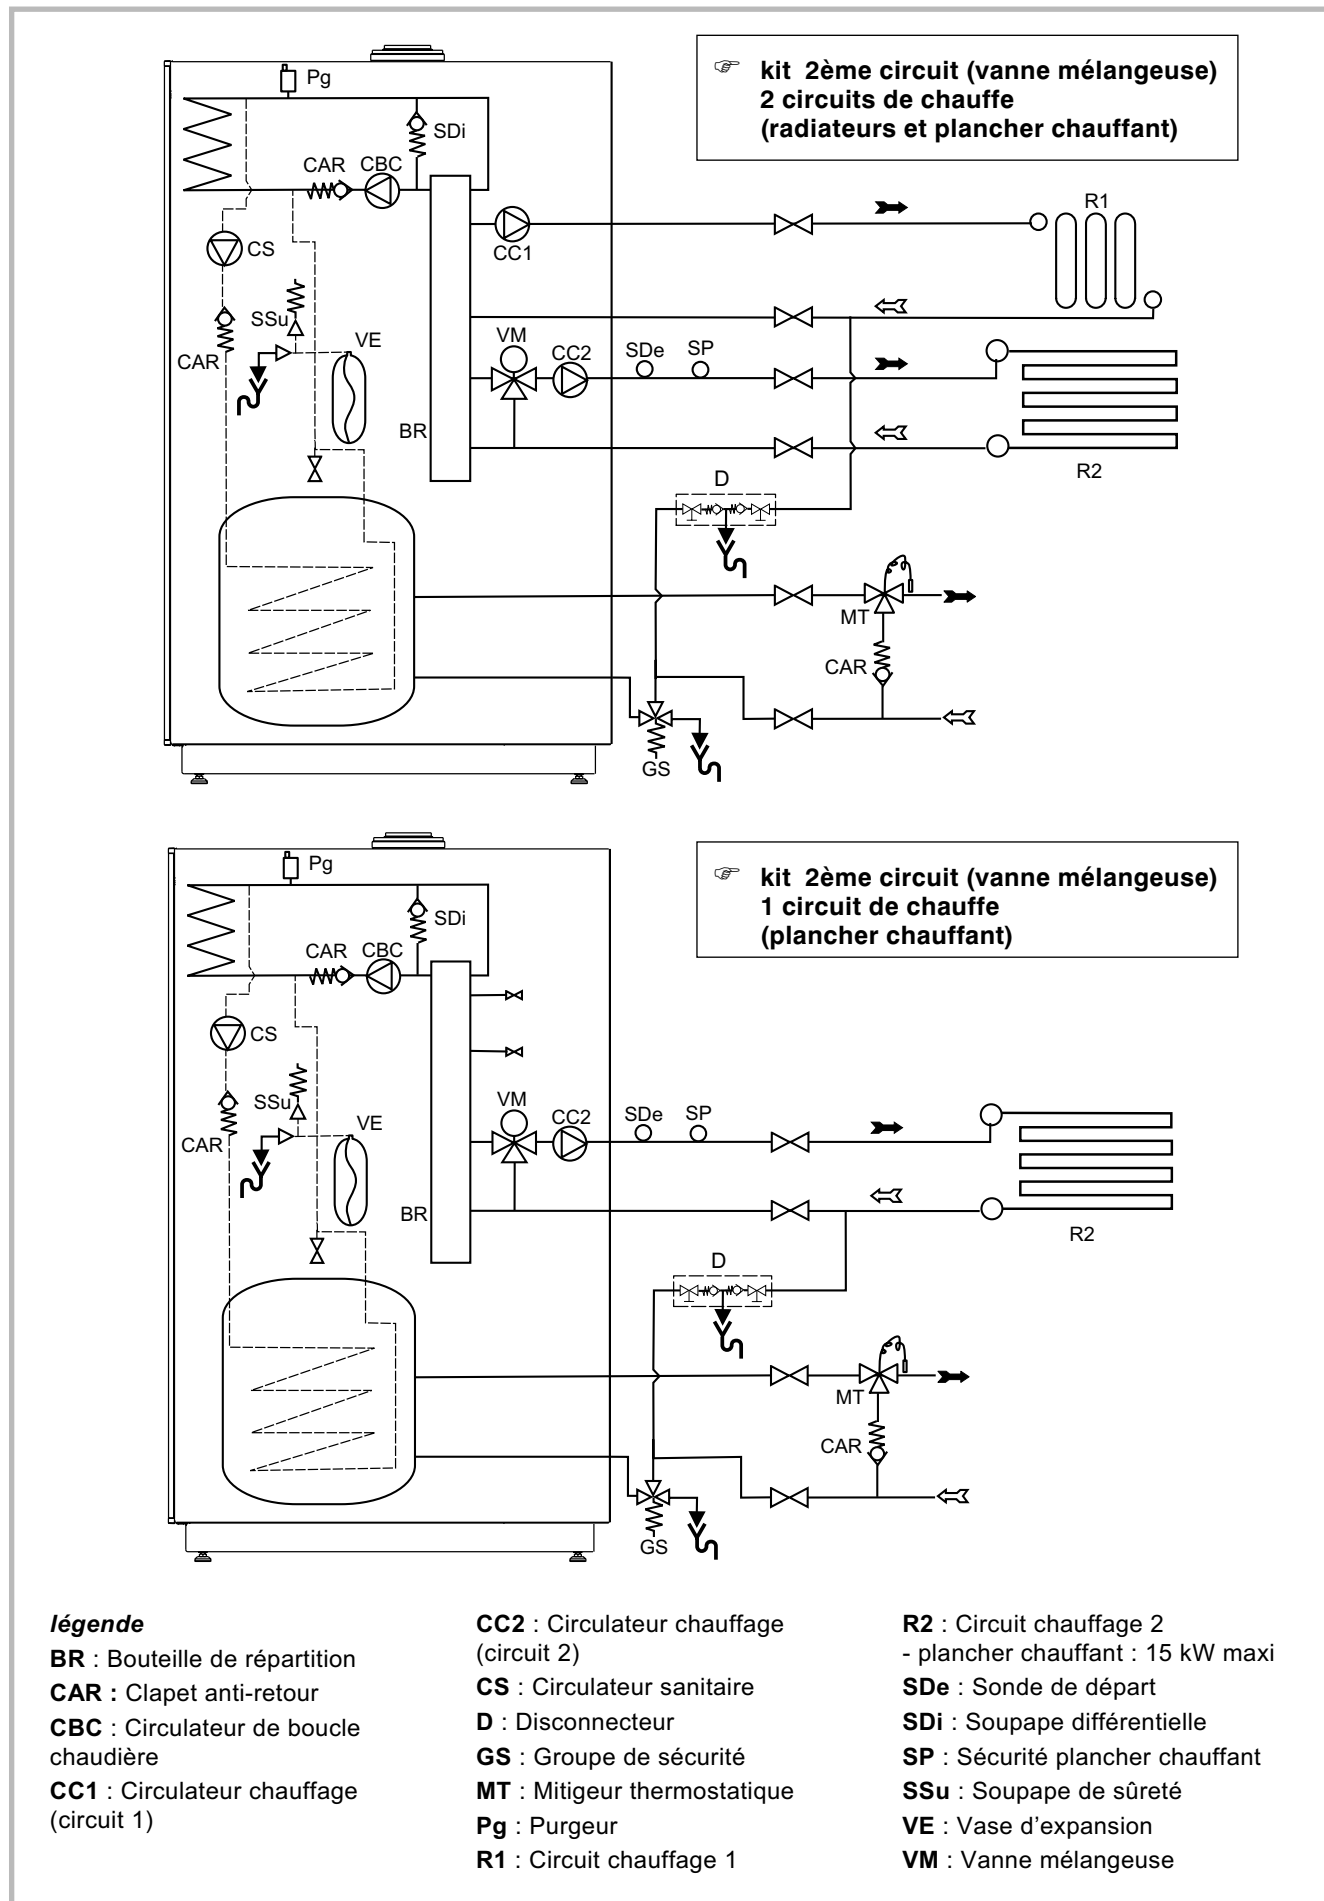 ☞ kit 2ème circuit (vanne mélangeuse)
2 circuits de chauffe
(radiateurs et plancher chauffant)
Pg
SDi
CAR
CBC
R1
CS
CC1
SSu
VE
VM
CC2
SDe
SP
CAR
BR
R2
D
MT
CAR
GS
☞ kit 2ème circuit (vanne mélangeuse)
1 circuit de chauffe
(plancher chauffant)
Pg
SDi
CAR
CBC
CS
SSu
VE
VM
CC2
SDe
SP
CAR
BR
R2
D
MT
CAR
GS
légende
BR : Bouteille de répartition
CAR : Clapet anti-retour
CBC : Circulateur de boucle
chaudière
CC1 : Circulateur chauffage
(circuit 1)
CC2 : Circulateur chauffage
(circuit 2)
CS : Circulateur sanitaire
D : Disconnecteur
GS : Groupe de sécurité
MT : Mitigeur thermostatique
Pg : Purgeur
R1 : Circuit chauffage 1
R2 : Circuit chauffage 2
- plancher chauffant : 15 kW maxi
SDe : Sonde de départ
SDi : Soupape différentielle
SP : Sécurité plancher chauffant
SSu : Soupape de sûreté
VE : Vase d'expansion
VM : Vanne mélangeuse